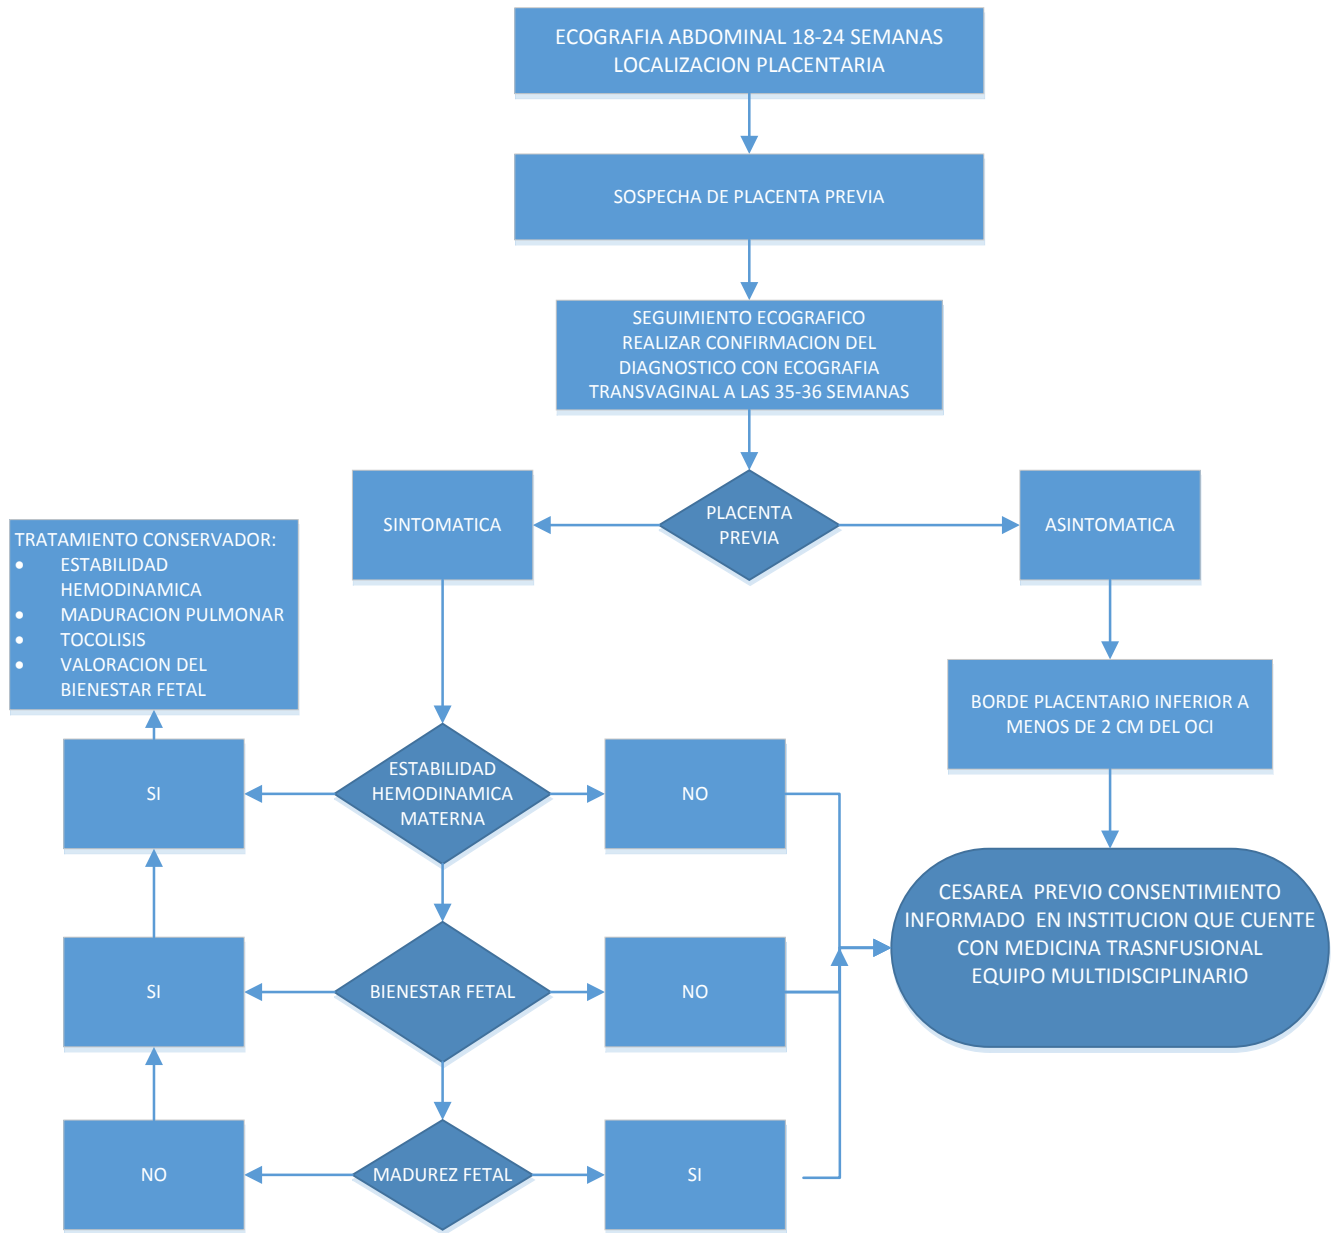 ECOGRAFIA ABDOMINAL 18-24 SEMANAS
LOCALIZACION PLACENTARIA
SOSPECHA DE PLACENTA PREVIA
SEGUIMIENTO ECOGRAFICO
REALIZAR CONFIRMACION DEL
DIAGNOSTICO CON ECOGRAFIA
TRANSVAGINAL A LAS 35-36 SEMANAS
SINTOMATICA
PLACENTA
PREVIA
ASINTOMATICA
TRATAMIENTO CONSERVADOR:
• ESTABILIDAD
HEMODINAMICA
• MADURACION PULMONAR
• TOCOLISIS
• VALORACION DEL
BIENESTAR FETAL
BORDE PLACENTARIO INFERIOR A
MENOS DE 2 CM DEL OCI
SI
ESTABILIDAD
HEMODINAMICA
MATERNA
NO
CESAREA PREVIO CONSENTIMIENTO
INFORMADO EN INSTITUCION QUE CUENTE
CON MEDICINA TRASNFUSIONAL
EQUIPO MULTIDISCIPLINARIO
SI
BIENESTAR FETAL
NO
NO
MADUREZ FETAL
SI